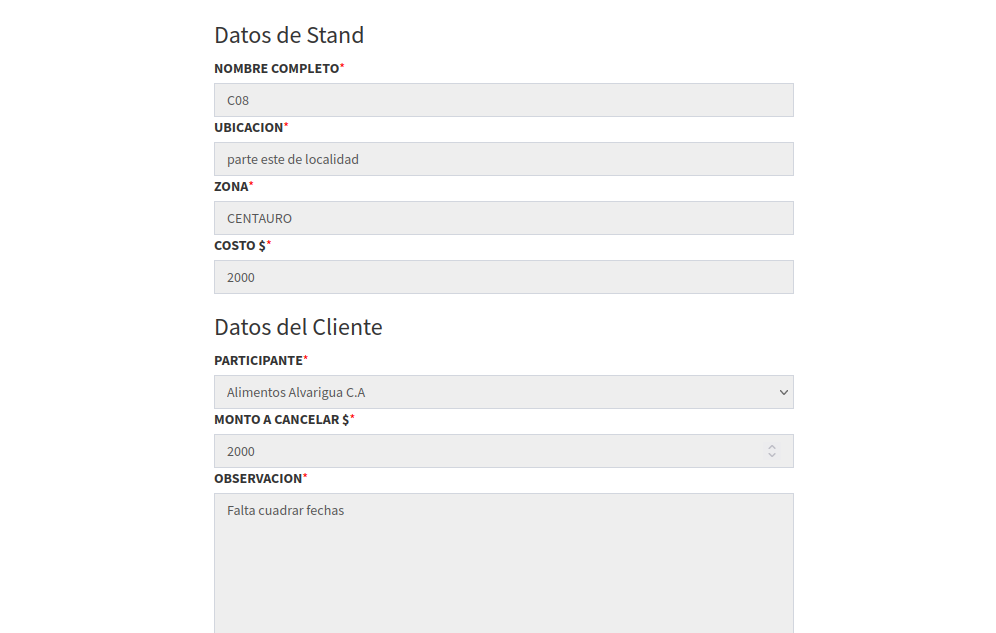 Datos de Stand
NOMBRE COMPLETO*
C08
UBICACION*
parte este de localidad
ZONA*
CENTAURO
COSTO $*
2000
Datos del Cliente
PARTICIPANTE*
Alimentos Alvarigua C.A
MONTO A CANCELAR $*
2000
OBSERVACION*
Falta cuadrar fechas